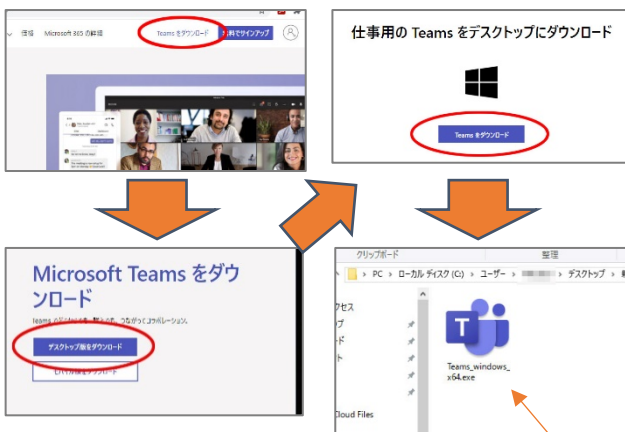 価格 Microsoft 365 の詳細 Teams をダウンロード 無料でサインアップ
Microsoft Teams をダウ
ンロード
デスクトップ版をダウンロード
仕事用の Teams をデスクトップにダウンロード
Teams をダウンロード
クリップボード 整理
PC › ローカル ディスク (C:) › ユーザー › デスクトップ ›
Teams_windows_
x64.exe
Cloud Files